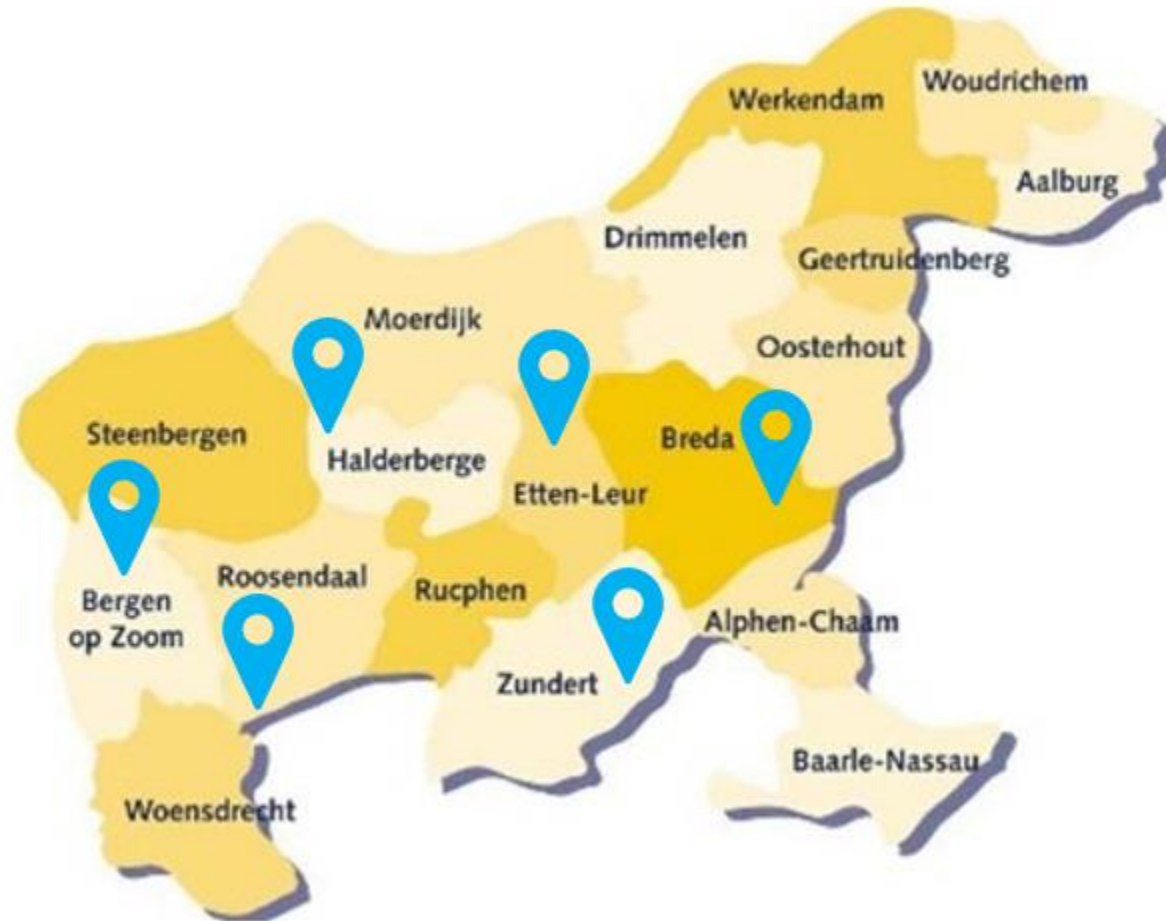 Woudrichem
Werkendam
Aalburg
Drimmelen
Geertruidenberg
Moerdijk
Oosterhout
Steenbergen
Breda
Halderberge
Etten-Leur
Roosendaal
Rucphen
Bergen
op Zoom
Alphen-Chaam
Zundert
Baarle-Nassau
Woensdrecht